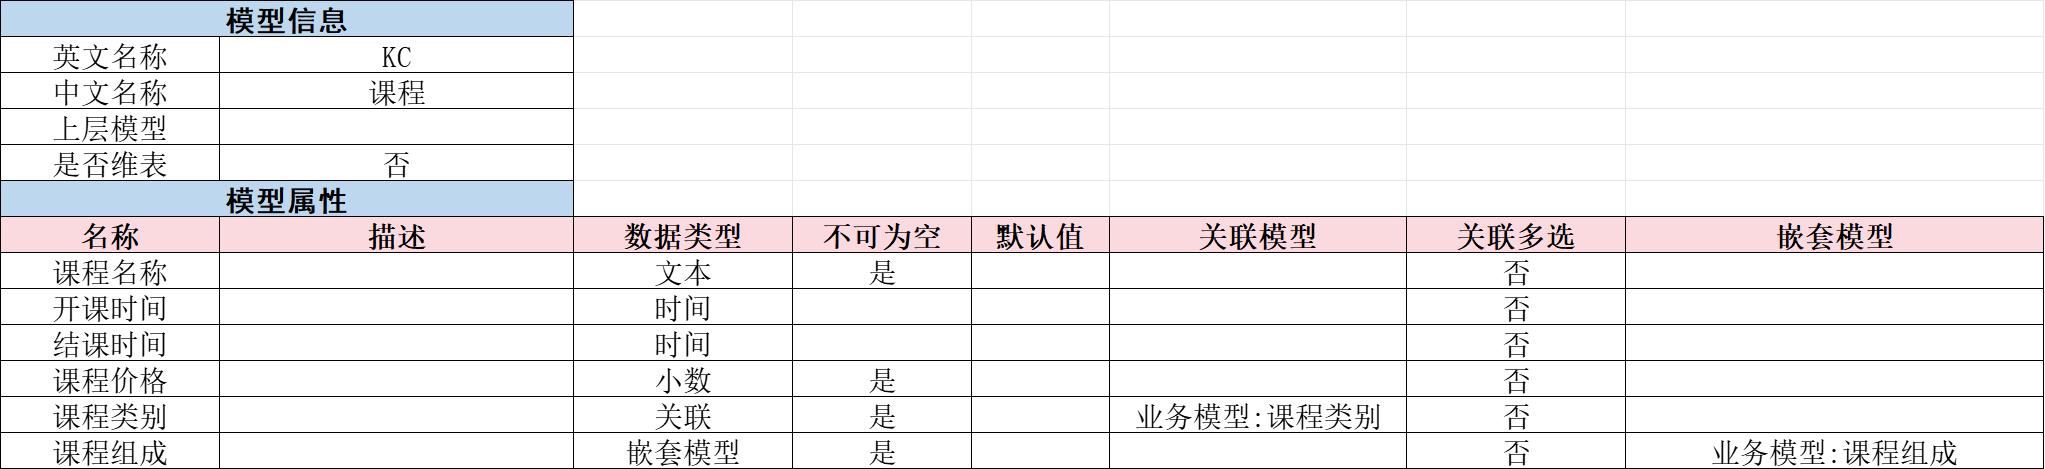 模型信息
英文名称 KC
中文名称 课程
上层模型
是否维表 否
模型属性
名称 描述 数据类型 不可为空 默认值 关联模型 关联多选 嵌套模型
课程名称 文本 是 否
开课时间 时间 否
结课时间 时间 否
课程价格 小数 是 否
课程类别 关联 是 业务模型:课程类别 否
课程组成 嵌套模型 是 否 业务模型:课程组成